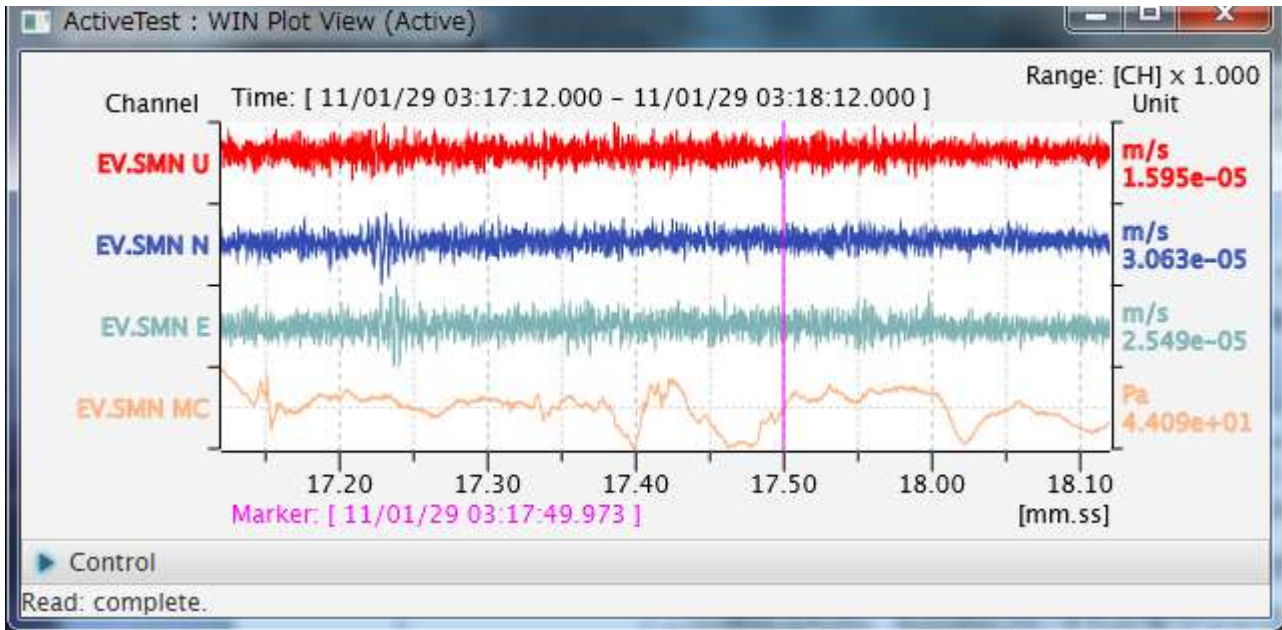 ActiveTest : WIN Plot View (Active)
Range: [CH] x 1.000
Channel Time: [ 11/01/29 03:17:12.000 - 11/01/29 03:18:12.000 ] Unit
EV.SMN U m/s
1.595e-05
EV.SMN N m/s
3.063e-05
EV.SMN E m/s
2.549e-05
EV.SMN MC Pa
4.409e+01
17.20 17.30 17.40 17.50 18.00 18.10
Marker: [ 11/01/29 03:17:49.973 ] [mm.ss]
Control
Read: complete.